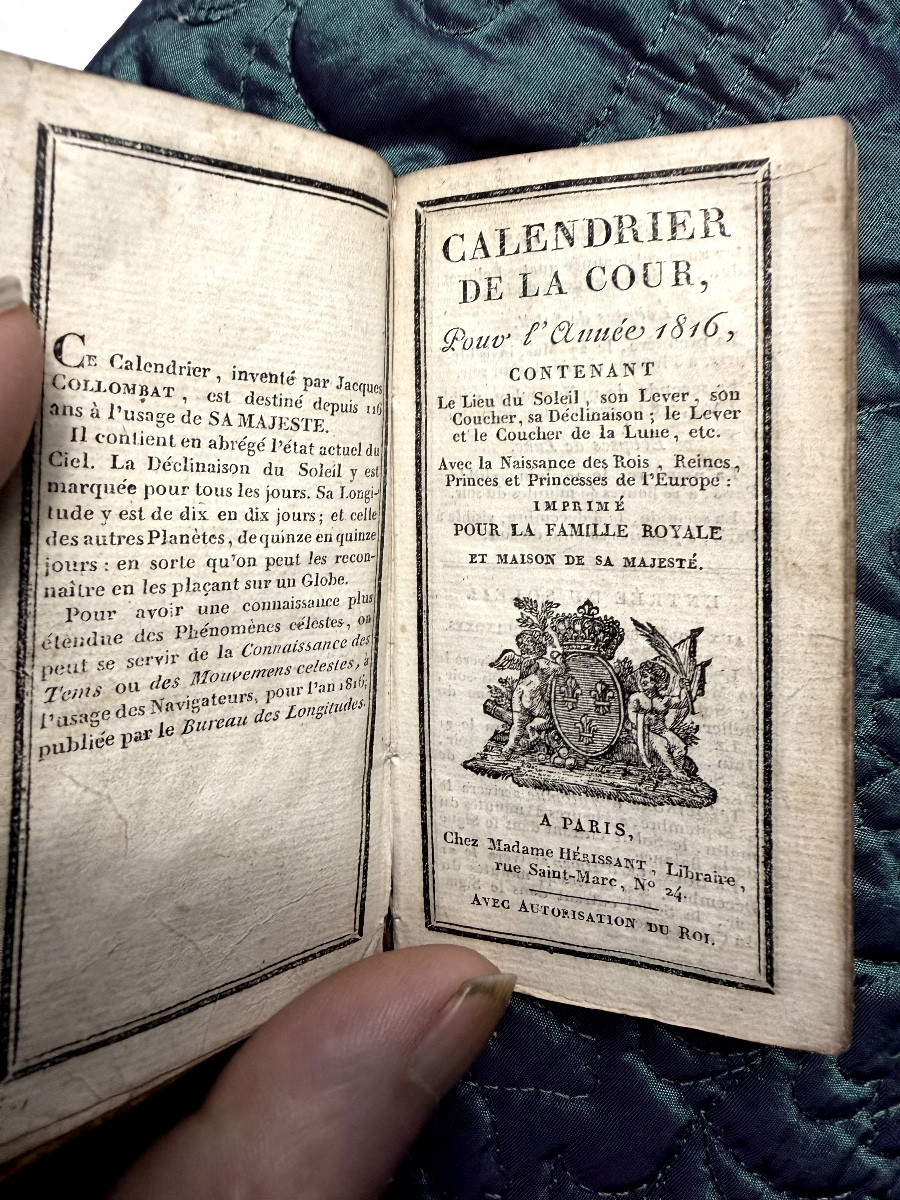 CE Calendrier, inventé par Jacques
COLLOMBAT, est destiné depuis 116
ans à l'usage de SA MAJESTE.
Il contient en abrégé l'état actuel du
Ciel. La Déclinaison du Soleil y est
marquée pour tous les jours. Sa Longi-
tude y est de dix en dix jours; et celle
des autres Planètes, de quinze en quinze
jours: en sorte qu'on peut les recon-
naître en les plaçant sur un Globe.
Pour avoir une connaissance plus
étendue des Phénomènes célestes, on
peut se servir de la Connaissance des
Tems ou des Mouvemens celestes, à
l'usage des Navigateurs, pour l'an 1816,
publiée par le Bureau des Longitudes.
CALENDRIER
DE LA COUR,
Pour l'Année 1816,
CONTENANT
Le Lieu du Soleil, son Lever, son
Coucher, sa Déclinaison; le Lever
et le Coucher de la Lune, etc.
Avec la Naissance des Rois, Reines,
Princes et Princesses de l'Europe:
IMPRIMÉ
POUR LA FAMILLE ROYALE
ET MAISON DE SA MAJESTÉ.
A PARIS,
Chez Madame HÉRISSANT, Libraire,
rue Saint-Marc, N° 24.
AVEC AUTORISATION DU ROI.